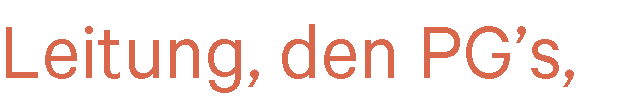 Leitung, den PG’s,